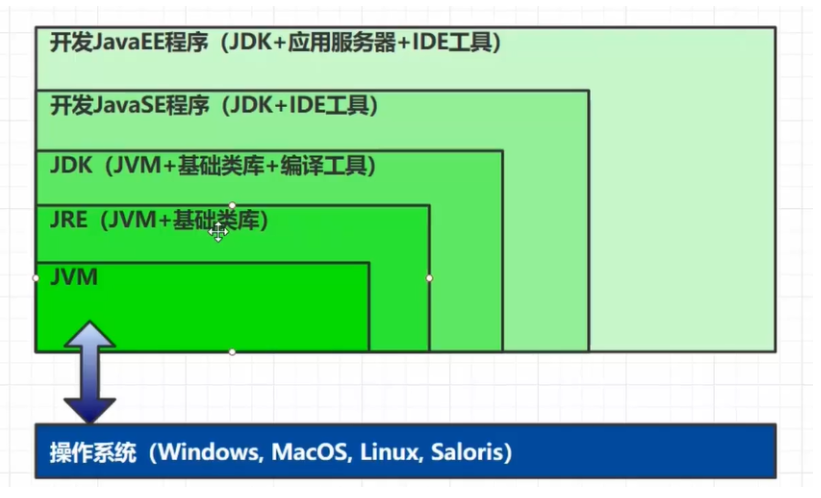 开发JavaEE程序（JDK+应用服务器+IDE工具）
开发JavaSE程序（JDK+IDE工具）
JDK（JVM+基础类库+编译工具）
JRE（JVM+基础类库）
JVM
操作系统（Windows, MacOS, Linux, Saloris）